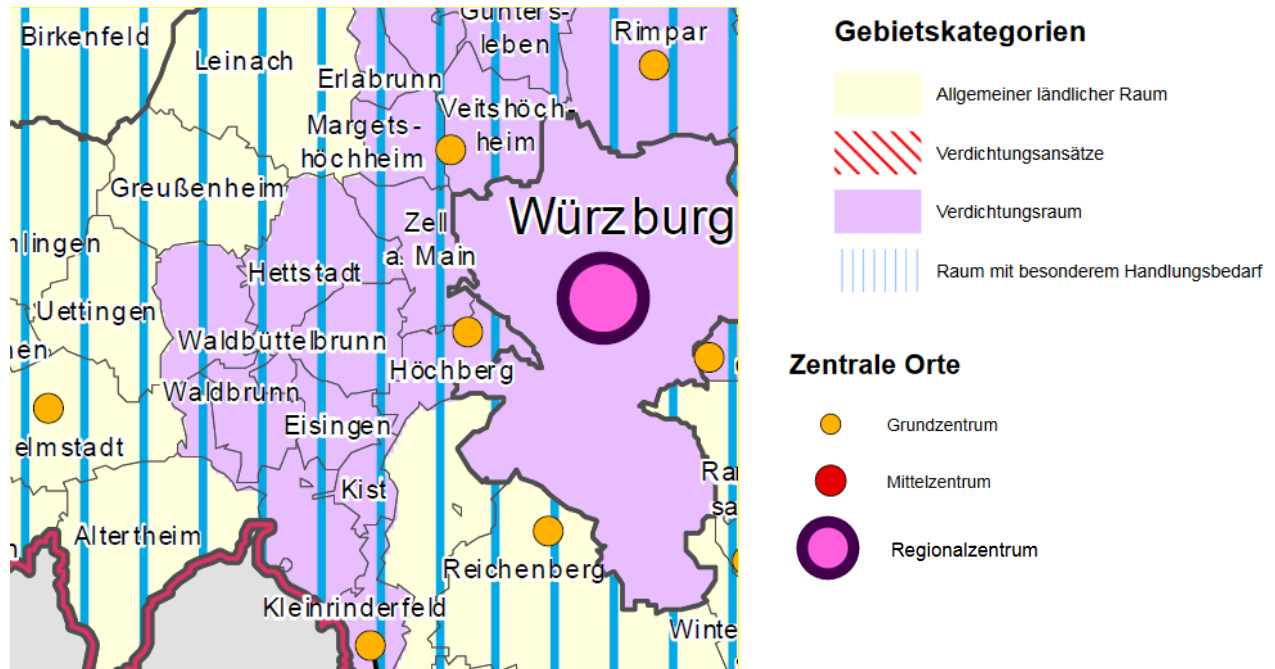 Birkenfeld
Leinach
Günters-
leben
Rimpar
Erlabrunn
Veitshöch-
heim
Margets-
höchheim
Greußenheim
Würzburg
Zell
a. Main
mlingen
Hettstadt
Uettingen
Waldbüttelbrunn
Höchberg
Waldbrunn
Eisingen
elmstadt
Kist
Altertheim
Reichenberg
Kleinrinderfeld
Winte
Gebietskategorien
Allgemeiner ländlicher Raum
Verdichtungsansätze
Verdichtungsraum
Raum mit besonderem Handlungsbedarf
Zentrale Orte
Grundzentrum
Mittelzentrum
Regionalzentrum